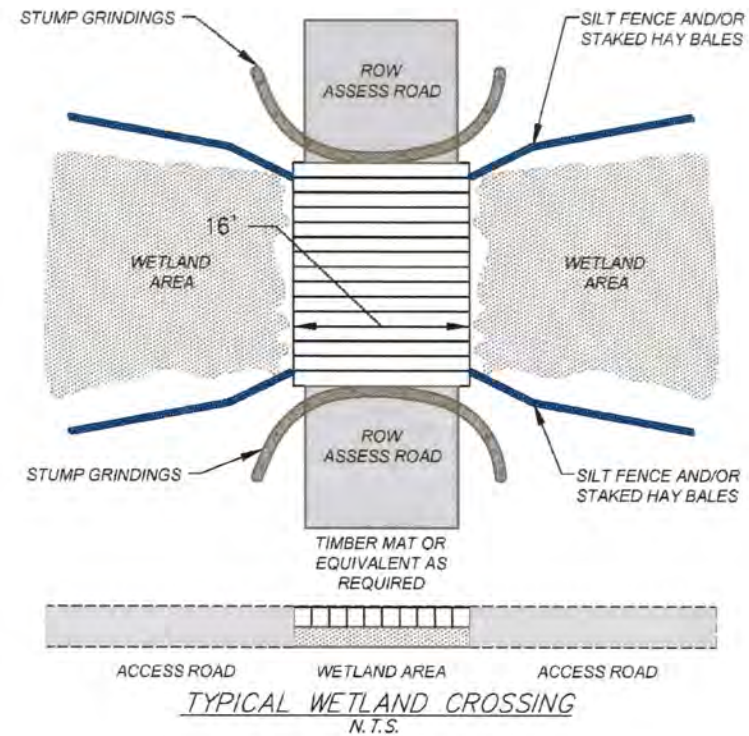 STUMP GRINDINGS
ROW
ASSESS ROAD
SILT FENCE AND/OR
STAKED HAY BALES
16'
WETLAND
AREA
WETLAND
AREA
STUMP GRINDINGS
ROW
ASSESS ROAD
SILT FENCE AND/OR
STAKED HAY BALES
TIMBER MAT OR
EQUIVALENT AS
REQUIRED
ACCESS ROAD
WETLAND AREA
ACCESS ROAD
TYPICAL WETLAND CROSSING
N.T.S.